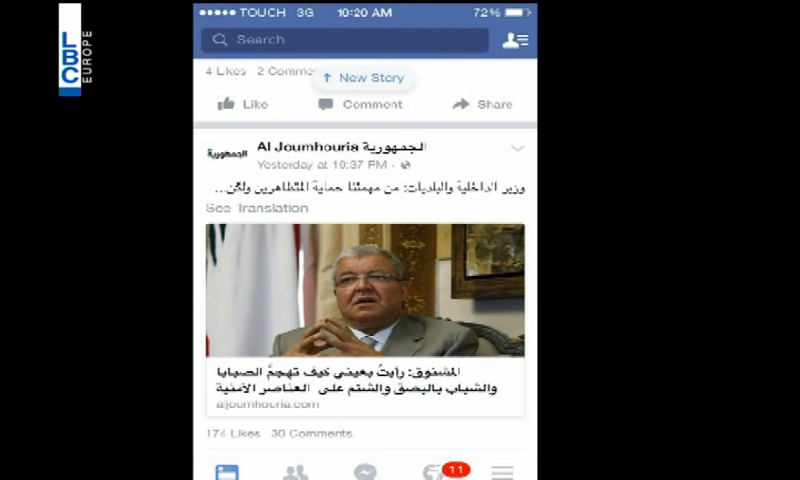 LBC EUROPE
TOUCH 3G 10:20 AM 72%
Search
4 Likes 2 Comme
↑ New Story
Like Comment Share
Al Joumhouria الجمهورية
الجمهورية
Yesterday at 10:37 PM ·
وزير الداخلية والبلديات: من مهمتنا حماية المتظاهرين ولكن...
See Translation
المشنوق: رأيتُ بعيني كيف تهجمَّ الصبايا
والشباب بالبصق والشتم على العناصر الأمنية
aljoumhouria.com
174 Likes 30 Comments
11